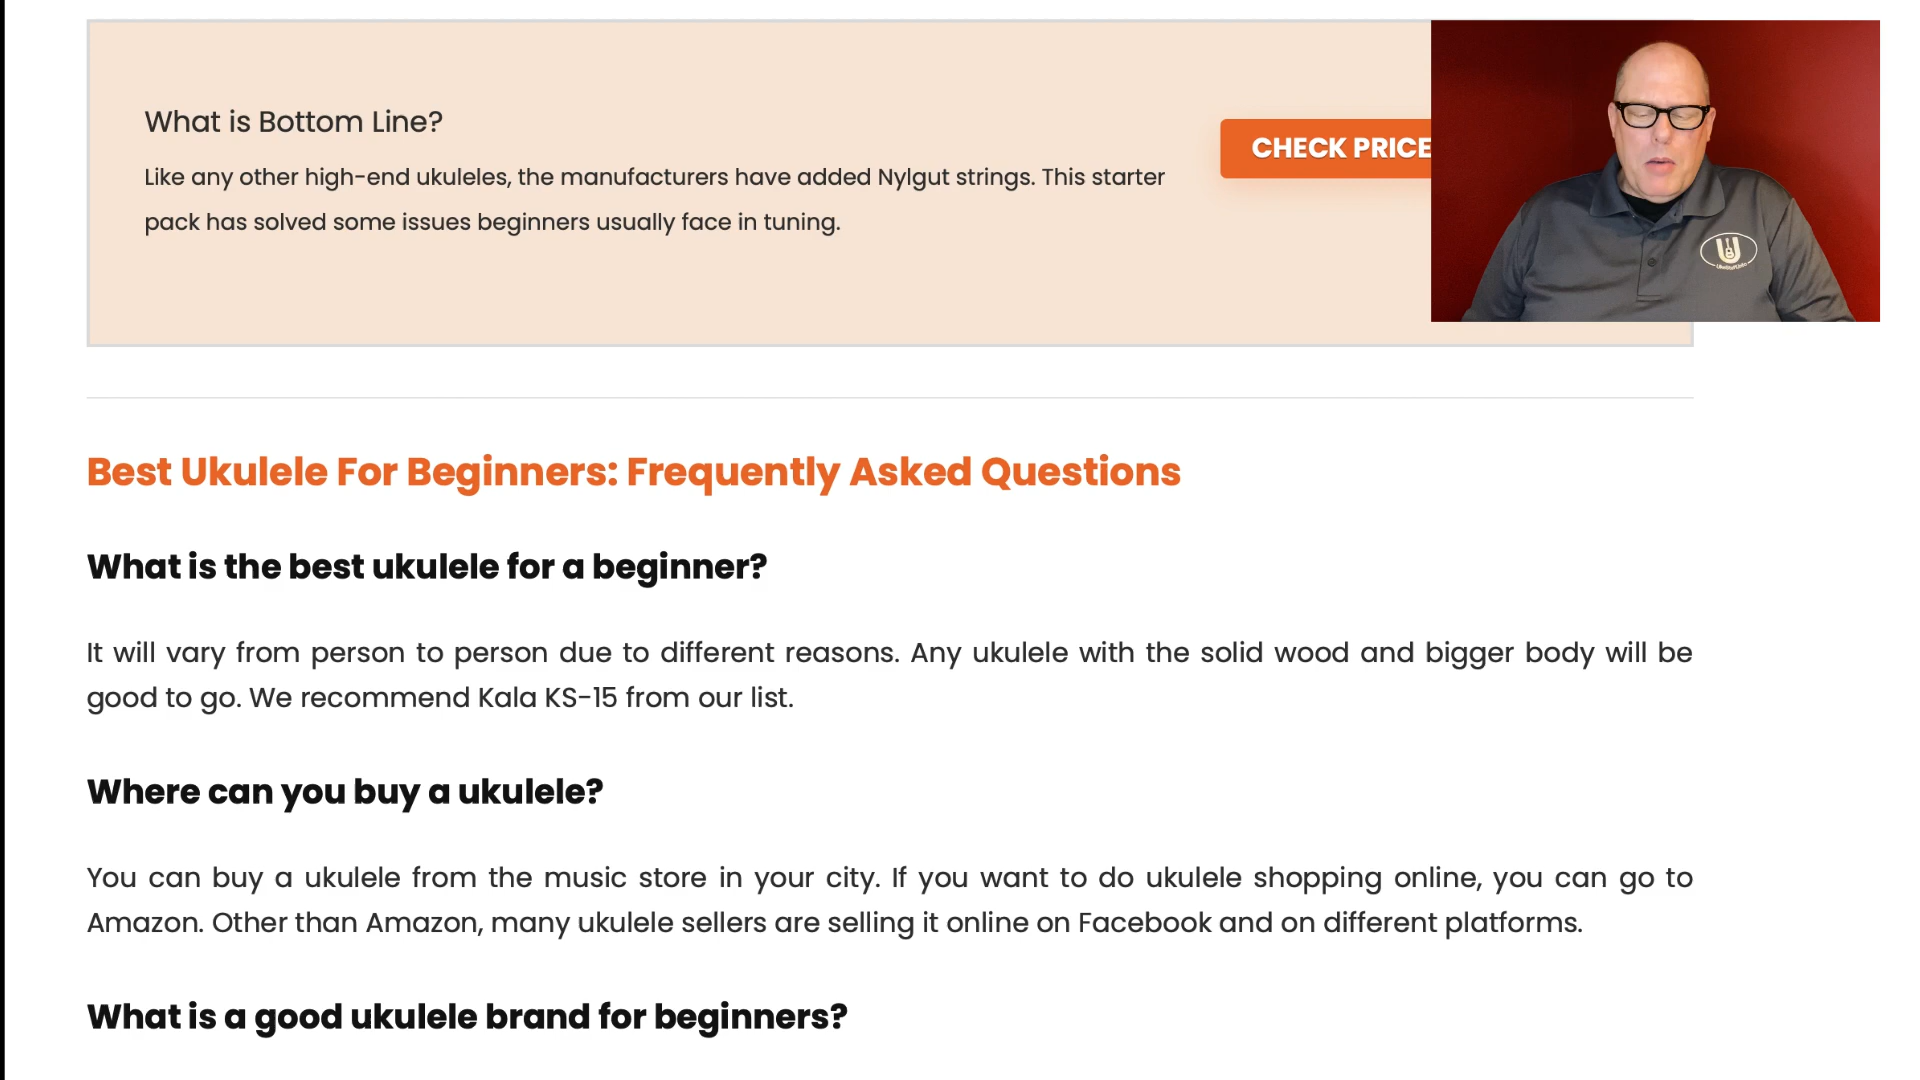 What is Bottom Line?
Like any other high-end ukuleles, the manufacturers have added Nylgut strings. This starter
pack has solved some issues beginners usually face in tuning.
CHECK PRICE
U
Best Ukulele For Beginners: Frequently Asked Questions
What is the best ukulele for a beginner?
It will vary from person to person due to different reasons. Any ukulele with the solid wood and bigger body will be
good to go. We recommend Kala KS-15 from our list.
Where can you buy a ukulele?
You can buy a ukulele from the music store in your city. If you want to do ukulele shopping online, you can go to
Amazon. Other than Amazon, many ukulele sellers are selling it online on Facebook and on different platforms.
What is a good ukulele brand for beginners?